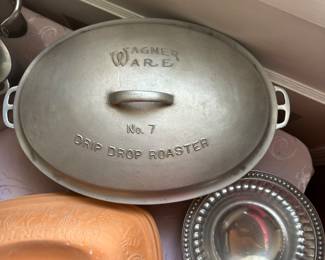 WAGNER
WARE
No. 7
DRIP DROP ROASTER